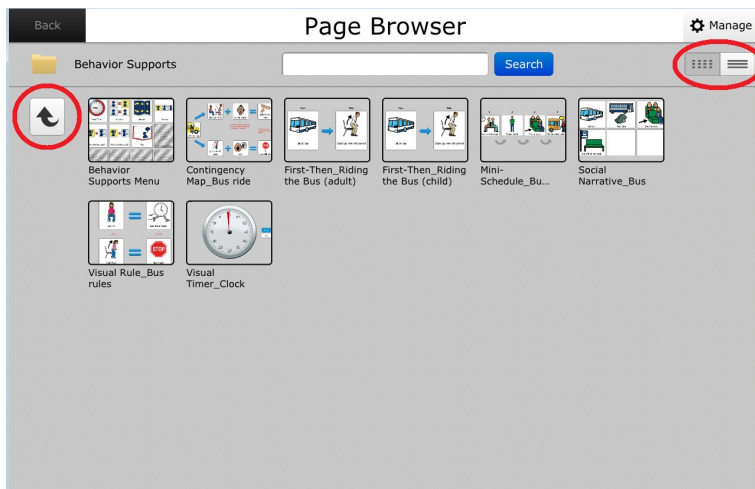 Back
Page Browser
Manage
Behavior Supports
Search
Behavior
Supports Menu
Contingency
Map_Bus ride
First-Then_Riding
the Bus (adult)
First-Then_Riding
the Bus (child)
Mini-
Schedule_Bu...
Social
Narrative_Bus
STOP
Visual Rule_Bus
rules
Visual
Timer_Clock